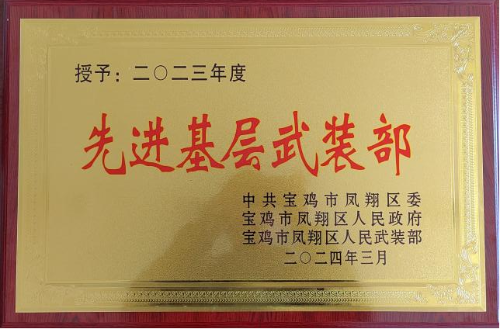 授予：二〇二三年度
先进基层武装部
中共宝鸡市凤翔区委
宝鸡市凤翔区人民政府
宝鸡市凤翔区人民武装部
二〇二四年三月